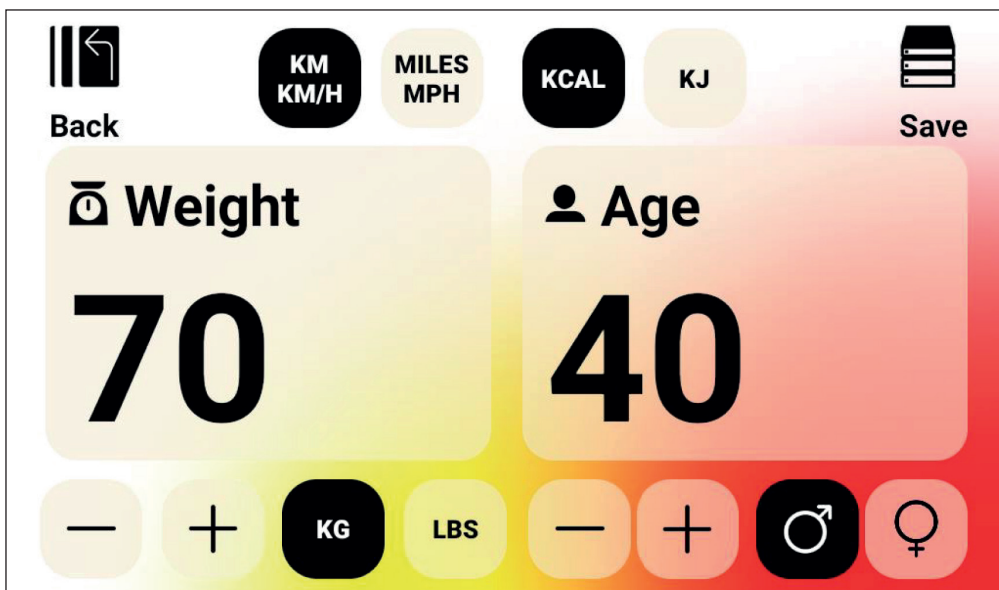 Back
KM
KM/H
MILES
MPH
KCAL
KJ
Save
Weight
70
Age
40
KG
LBS